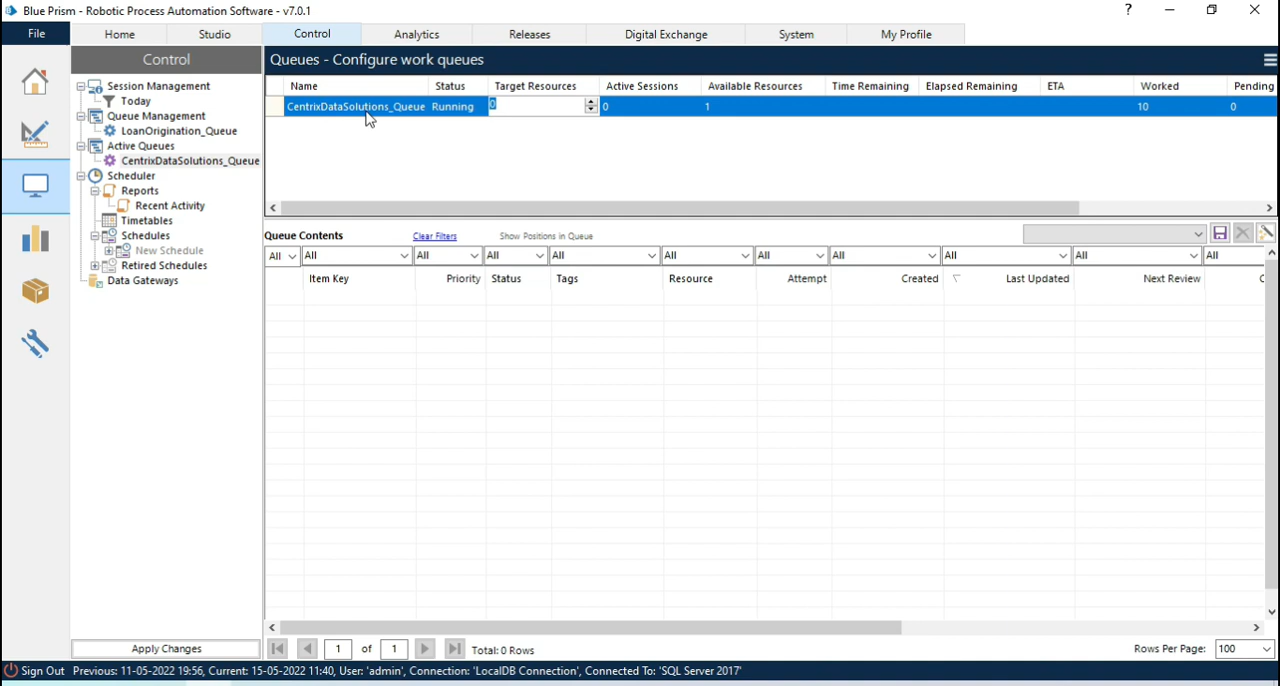 Blue Prism - Robotic Process Automation Software - v7.0.1
?
File Home Studio Control Analytics Releases Digital Exchange System My Profile
Control
Session Management
Today
Queue Management
LoanOrigination_Queue
Active Queues
CentrixDataSolutions_Queue
Scheduler
Reports
Recent Activity
Timetables
Schedules
New Schedule
Retired Schedules
Data Gateways
Apply Changes
Queues - Configure work queues
Name Status Target Resources Active Sessions Available Resources Time Remaining Elapsed Remaining ETA Worked Pending
CentrixDataSolutions_Queue Running 0 0 1 10 0
Queue Contents Clear Filters Show Positions in Queue
All All All All All All All All All All All
Item Key Priority Status Tags Resource Attempt Created Last Updated Next Review C
1 of 1 Total: 0 Rows Rows Per Page: 100
Sign Out Previous: 11-05-2022 19:56, Current: 15-05-2022 11:40, User: 'admin', Connection: 'LocalDB Connection', Connected To: 'SQL Server 2017'